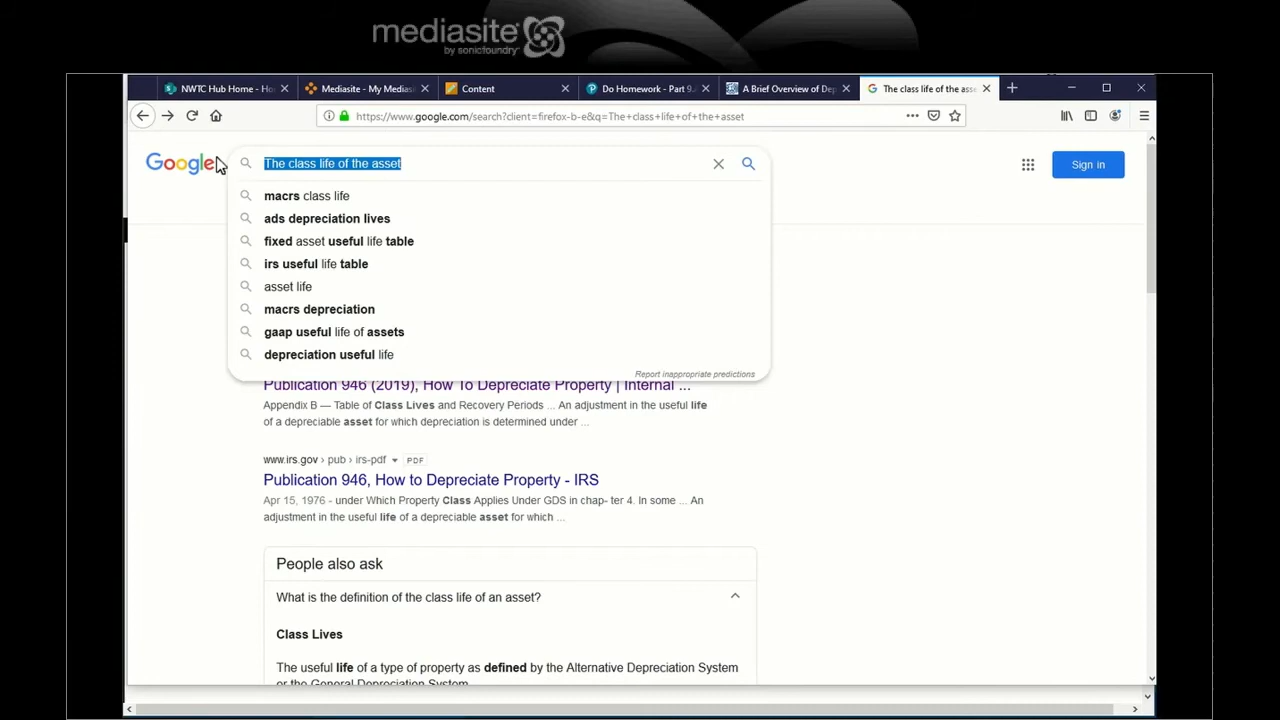 mediasite
by sonicfoundry
NWTC Hub Home - Ho
Mediasite - My Medias
Content
Do Homework - Part 9
A Brief Overview of De
The class life of the asse
https://www.google.com/search?client=firefox-b-e&q=The+class+life+of+the+asset
Google
The class life of the asset
Sign in
macrs class life
ads depreciation lives
fixed asset useful life table
irs useful life table
asset life
macrs depreciation
gaap useful life of assets
depreciation useful life
Report inappropriate predictions
Publication 946 (2019), How To Depreciate Property | Internal ...
Appendix B — Table of Class Lives and Recovery Periods ... An adjustment in the useful life
of a depreciable asset for which depreciation is determined under ...
www.irs.gov › pub › irs-pdf
PDF
Publication 946, How to Depreciate Property - IRS
Apr 15, 1976 - under Which Property Class Applies Under GDS in chap- ter 4. In some ... An
adjustment in the useful life of a depreciable asset for which ...
People also ask
What is the definition of the class life of an asset?
Class Lives
The useful life of a type of property as defined by the Alternative Depreciation System
or the General Depreciation System